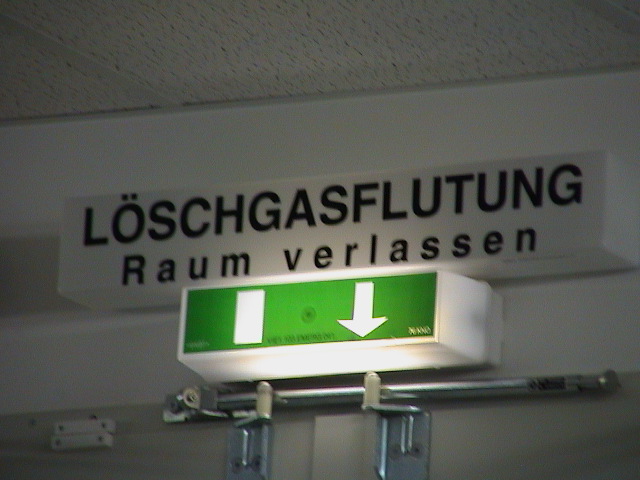 LÖSCHGASFLUTUNG
Raum verlassen